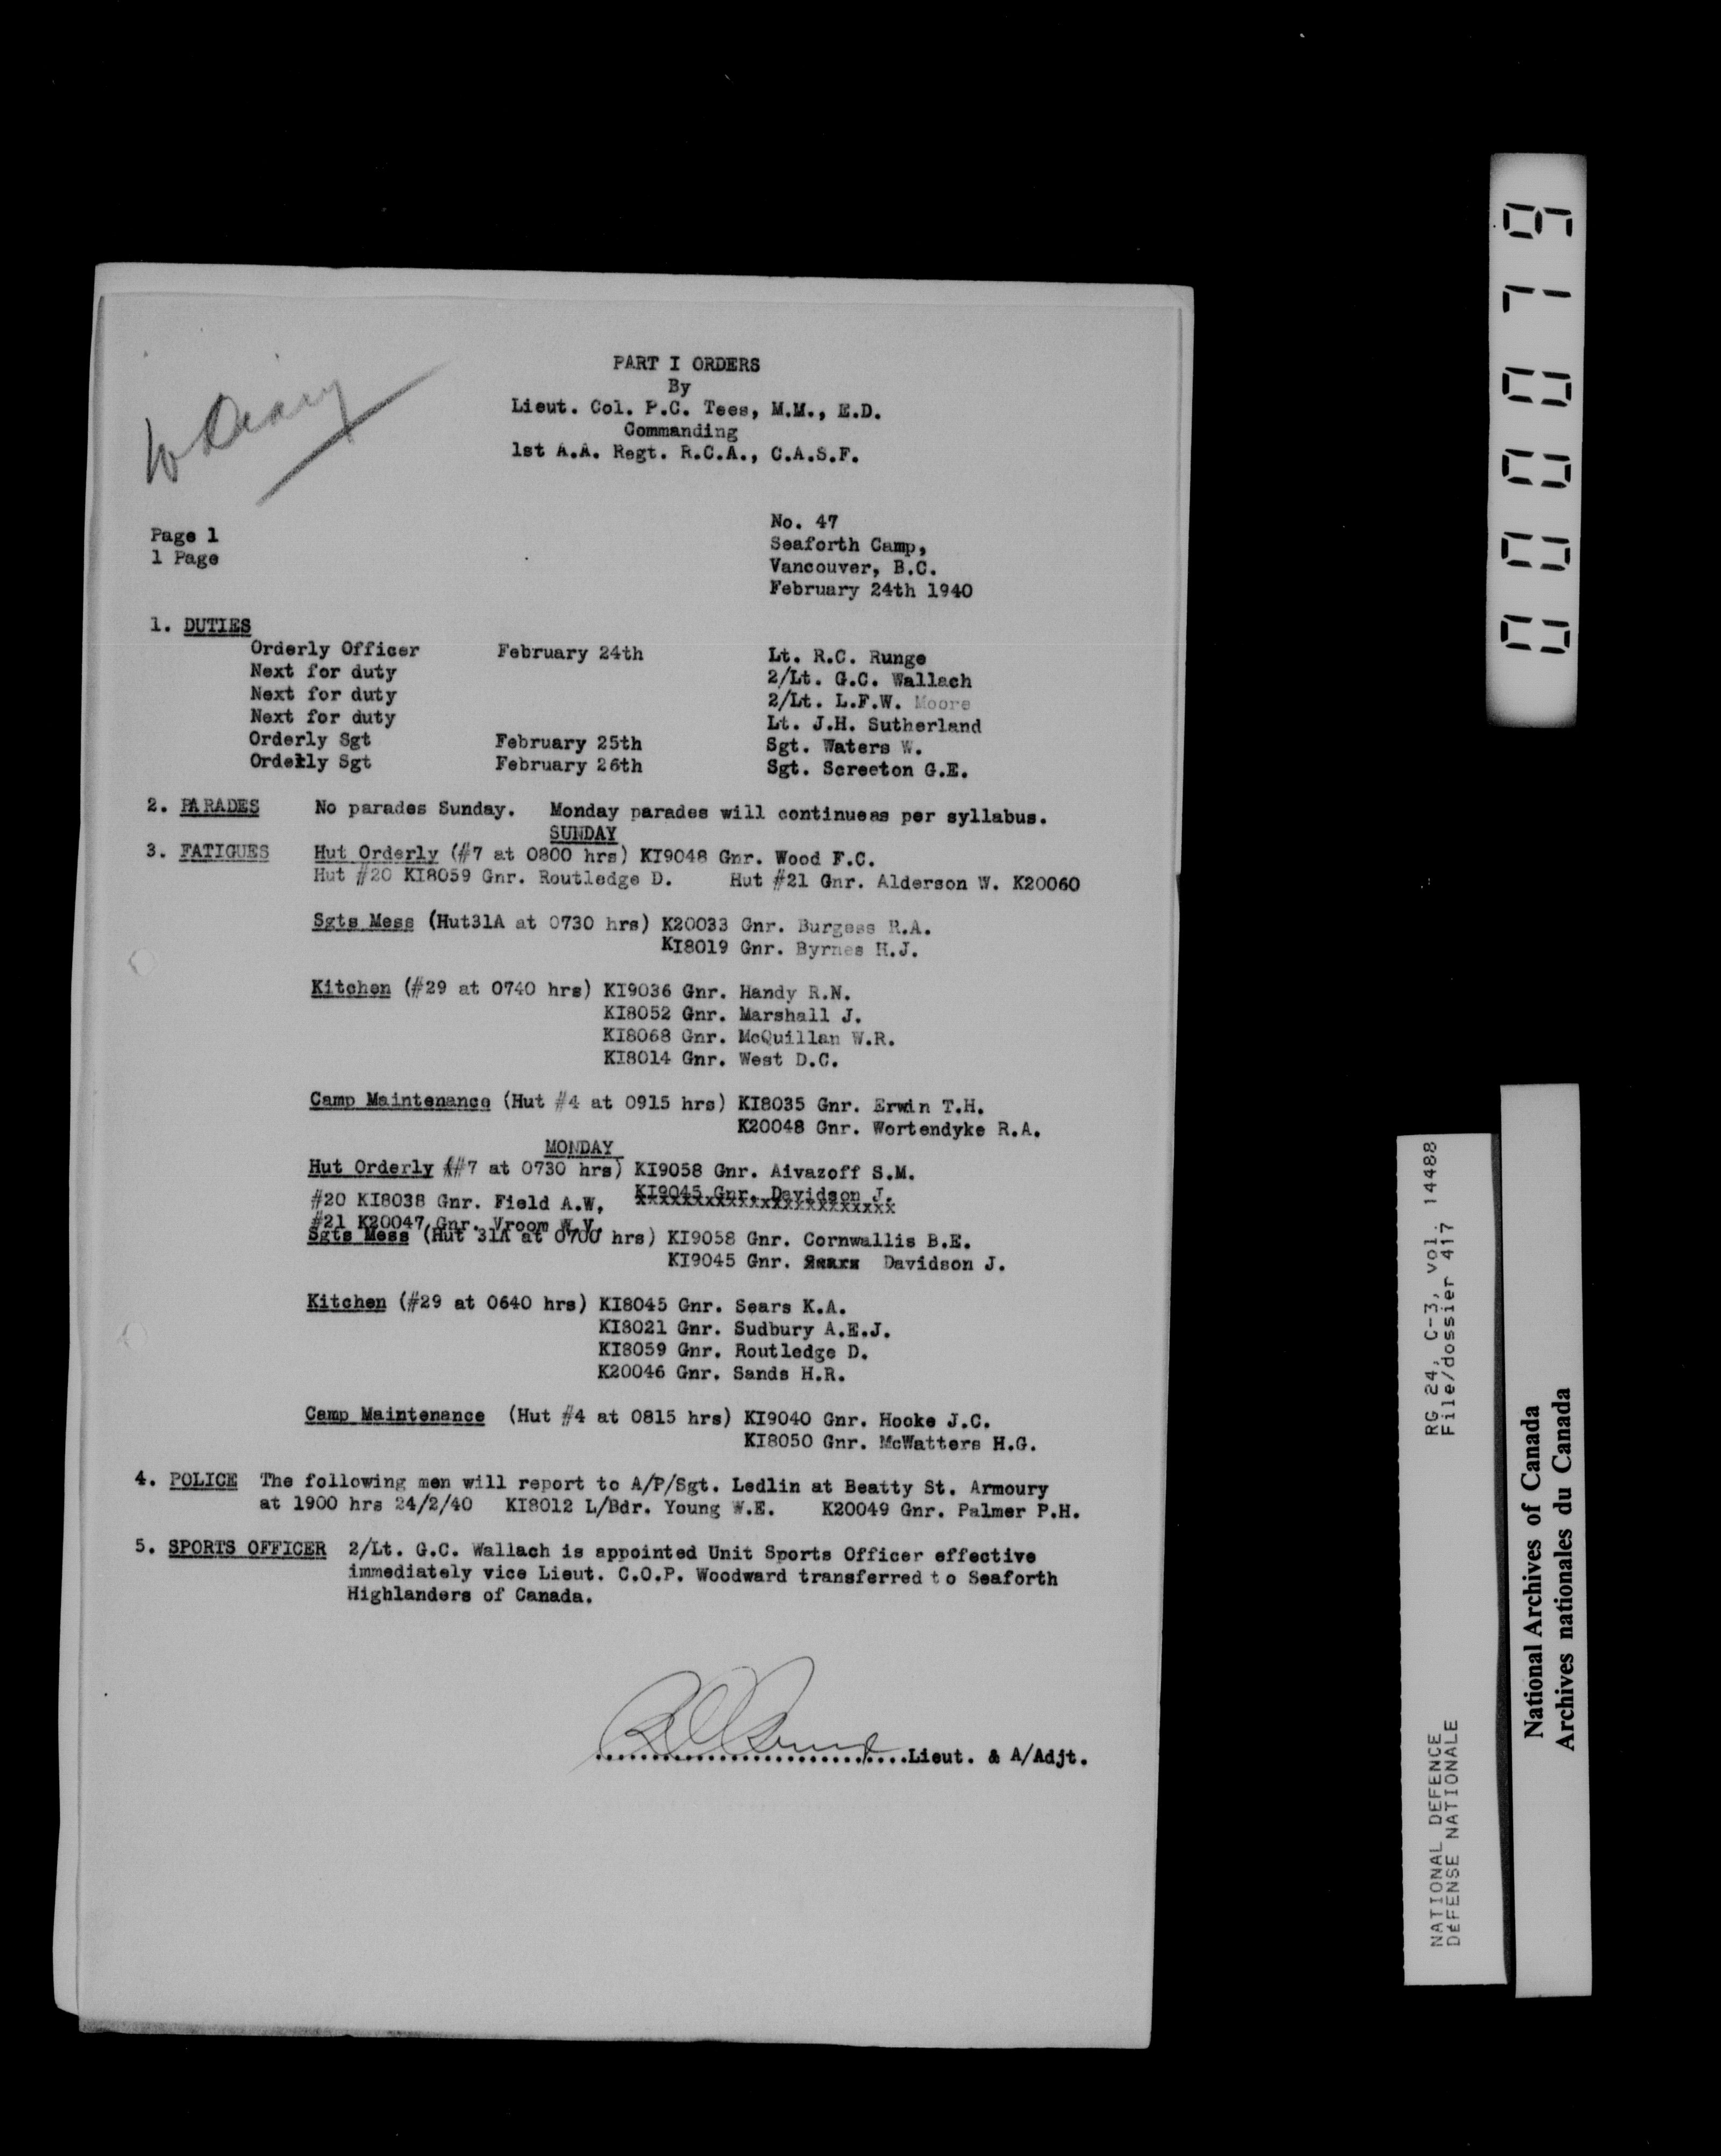 W Diary
PART I ORDERS
By
Lieut. Col. P.C. Tees, M.M., E.D.
Commanding
1st A.A. Regt. R.C.A., C.A.S.F.
Page 1
1 Page
No. 47
Seaforth Camp,
Vancouver, B.C.
February 24th 1940
1. DUTIES
Orderly Officer February 24th Lt. R.C. Runge
Next for duty 2/Lt. G.C. Wallach
Next for duty 2/Lt. L.F.W. Moore
Next for duty Lt. J.H. Sutherland
Orderly Sgt February 25th Sgt. Waters W.
Orderly Sgt February 26th Sgt. Screeton G.E.
2. PARADES No parades Sunday. Monday parades will continueas per syllabus.
SUNDAY
3. FATIGUES Hut Orderly (#7 at 0800 hrs) KI9048 Gnr. Wood F.C.
Hut #20 KI8059 Gnr. Routledge D. Hut #21 Gnr. Alderson W. K20060
Sgts Mess (Hut31A at 0730 hrs) K20033 Gnr. Burgess R.A.
KI8019 Gnr. Byrnes H.J.
Kitchen (#29 at 0740 hrs) KI9036 Gnr. Handy R.N.
KI8052 Gnr. Marshall J.
KI8068 Gnr. McQuillan W.R.
KI8014 Gnr. West D.C.
Camp Maintenance (Hut #4 at 0915 hrs) KI8035 Gnr. Erwin T.H.
K20048 Gnr. Wortendyke R.A.
MONDAY
Hut Orderly (#7 at 0730 hrs) KI9058 Gnr. Aivazoff S.M.
#20 KI8038 Gnr. Field A.W, KI9045 Gnr. Davidson J.
#21 K20047 Gnr. Vroom W.V.
Sgts Mess (Hut 31A at 0700 hrs) KI9058 Gnr. Cornwallis B.E.
KI9045 Gnr. Davidson J.
Kitchen (#29 at 0640 hrs) KI8045 Gnr. Sears K.A.
KI8021 Gnr. Sudbury A.E.J.
KI8059 Gnr. Routledge D.
K20046 Gnr. Sands H.R.
Camp Maintenance (Hut #4 at 0815 hrs) KI9040 Gnr. Hooke J.C.
KI8050 Gnr. McWatters H.G.
4. POLICE The following men will report to A/P/Sgt. Ledlin at Beatty St. Armoury
at 1900 hrs 24/2/40 KI8012 L/Bdr. Young W.E. K20049 Gnr. Palmer P.H.
5. SPORTS OFFICER 2/Lt. G.C. Wallach is appointed Unit Sports Officer effective
immediately vice Lieut. C.O.P. Woodward transferred to Seaforth
Highlanders of Canada.
..............................Lieut. & A/Adjt.
0000079
RG 24, C-3, vol. 14488
File/dossier 417
NATIONAL DEFENCE
DÉFENSE NATIONALE
National Archives of Canada
Archives nationales du Canada